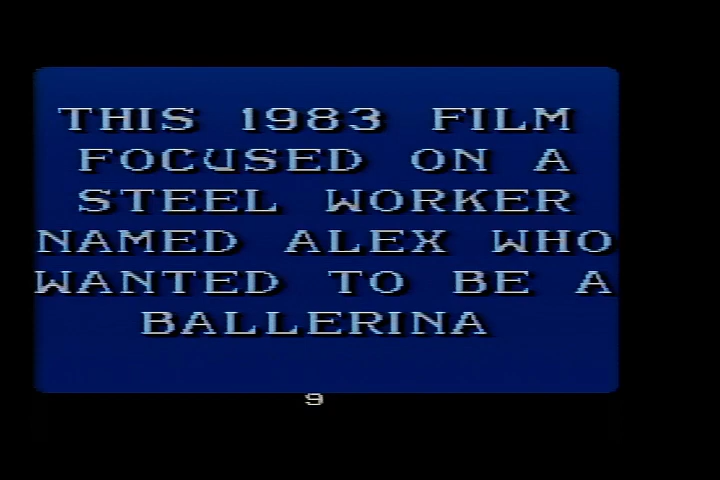 THIS 1983 FILM
FOCUSED ON A
STEEL WORKER
NAMED ALEX WHO
WANTED TO BE A
BALLERINA
9